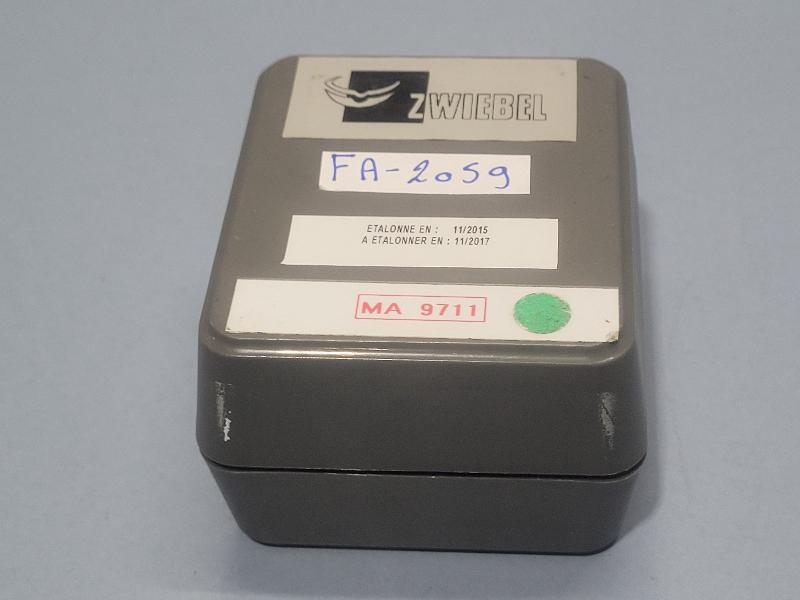 ZWIEBEL
FA-2059
ETALONNE EN : 11/2015
A ETALONNER EN : 11/2017
MA 9711